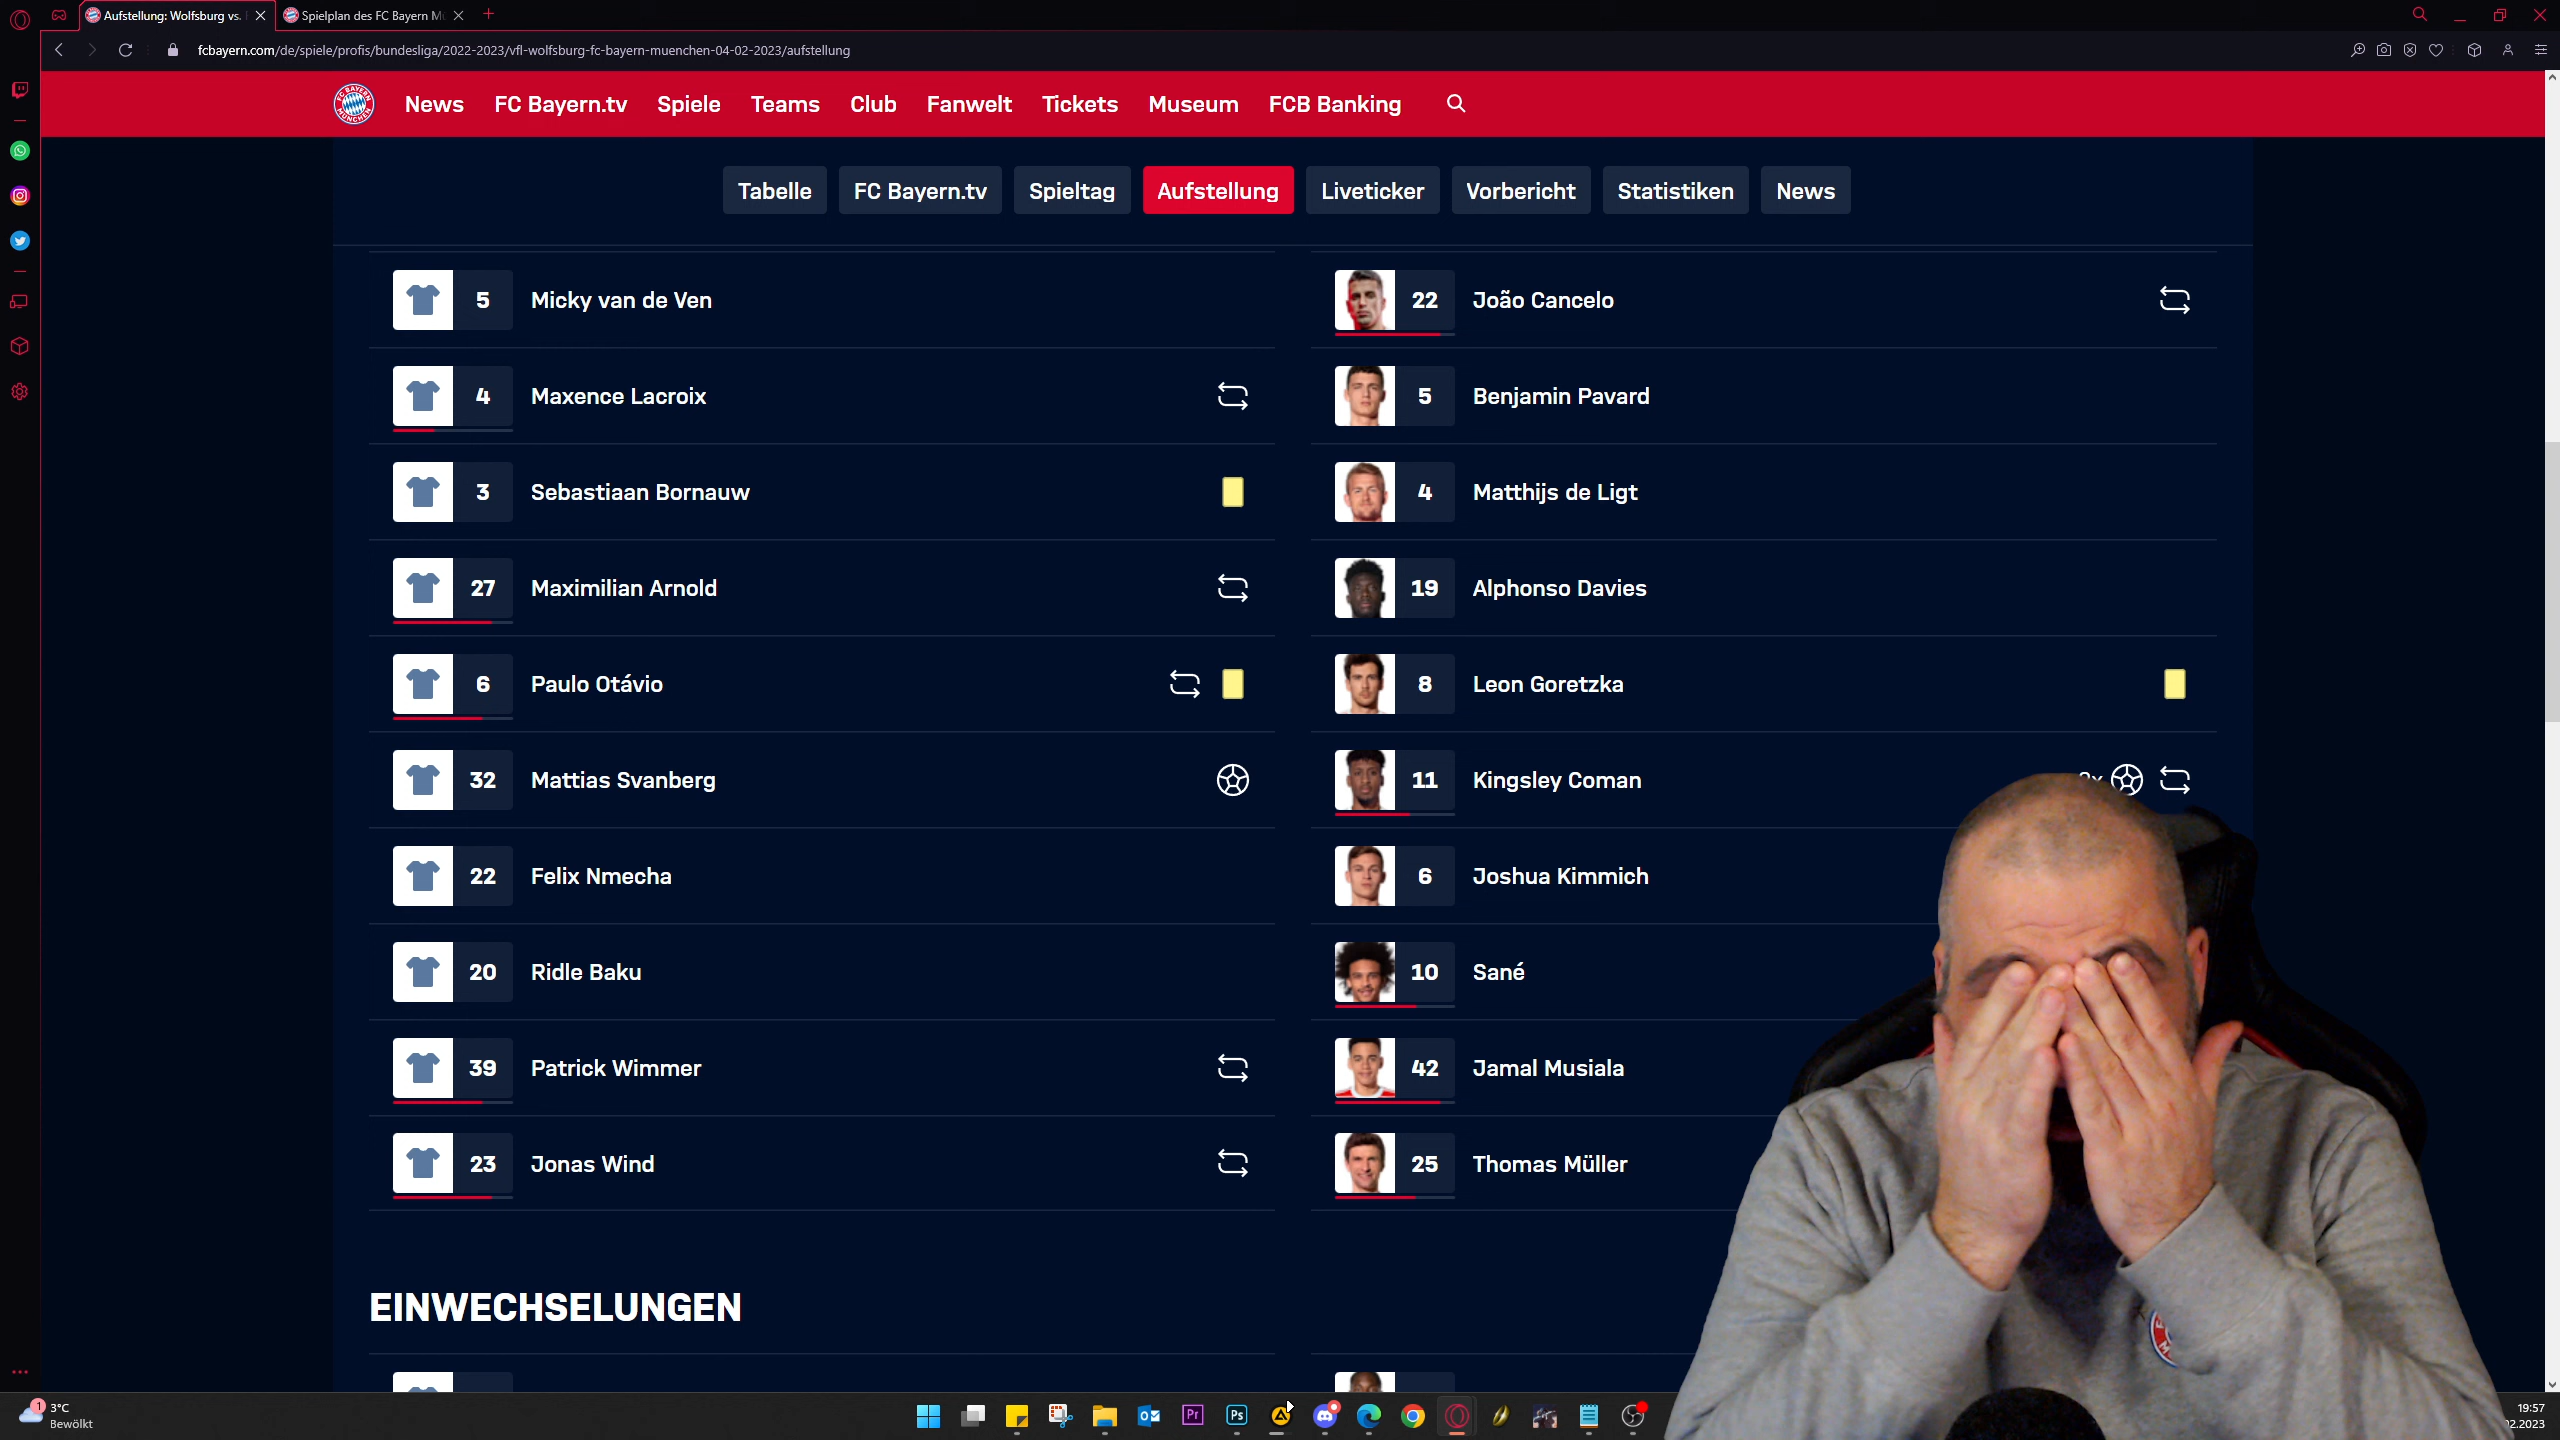 Aufstellung: Wolfsburg vs.
Spielplan des FC Bayern M
fcbayern.com/de/spiele/profis/bundesliga/2022-2023/vfl-wolfsburg-fc-bayern-muenchen-04-02-2023/aufstellung
News FC Bayern.tv Spiele Teams Club Fanwelt Tickets Museum FCB Banking
Tabelle FC Bayern.tv Spieltag Aufstellung Liveticker Vorbericht Statistiken News
5 Micky van de Ven
22 João Cancelo
4 Maxence Lacroix
5 Benjamin Pavard
3 Sebastiaan Bornauw
4 Matthijs de Ligt
27 Maximilian Arnold
19 Alphonso Davies
6 Paulo Otávio
8 Leon Goretzka
32 Mattias Svanberg
11 Kingsley Coman
22 Felix Nmecha
6 Joshua Kimmich
20 Ridle Baku
10 Sané
39 Patrick Wimmer
42 Jamal Musiala
23 Jonas Wind
25 Thomas Müller
EINWECHSELUNGEN
1
3°C
Bewölkt
Pr
Ps
19:57
02.2023